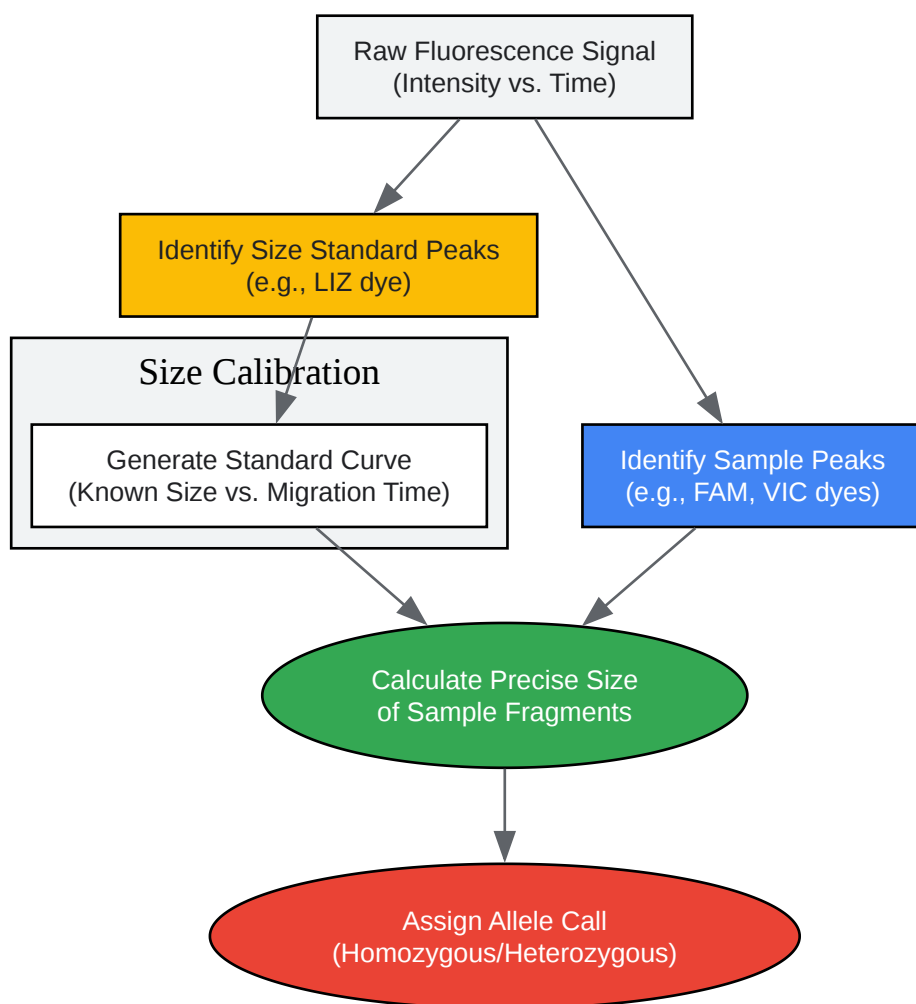 Raw Fluorescence Signal
(Intensity vs. Time)
Identify Size Standard Peaks
(e.g., LIZ dye)
Size Calibration
Generate Standard Curve
(Known Size vs. Migration Time)
Identify Sample Peaks
(e.g., FAM, VIC dyes)
Calculate Precise Size
of Sample Fragments
Assign Allele Call
(Homozygous/Heterozygous)